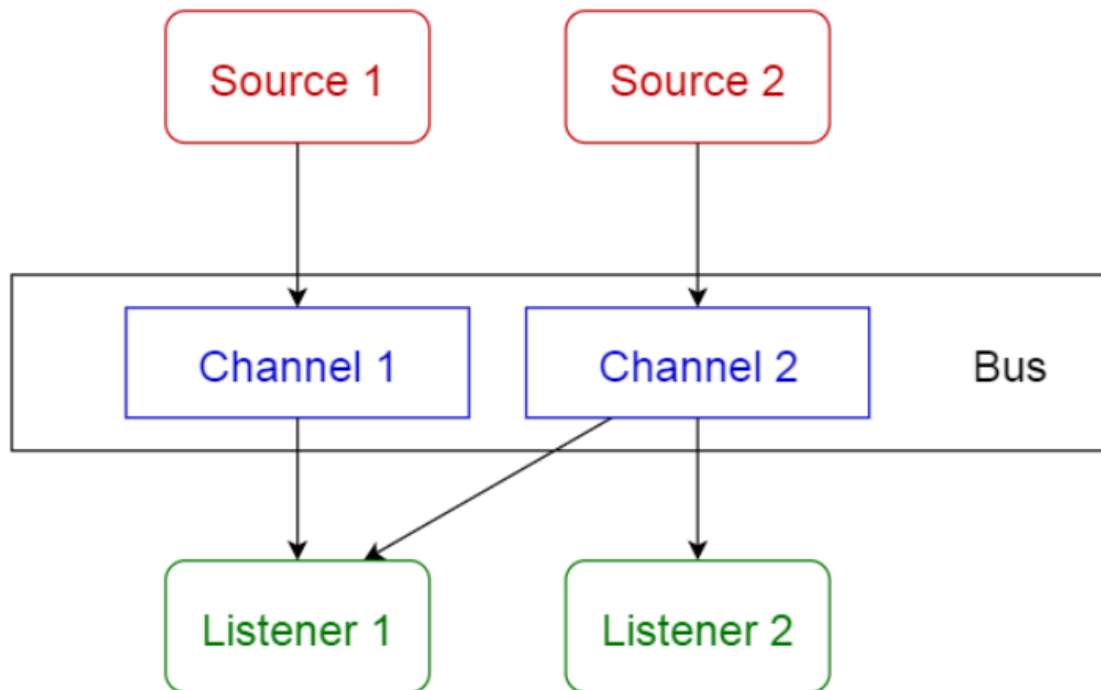 Source 1
Source 2
Channel 1
Channel 2
Bus
Listener 1
Listener 2